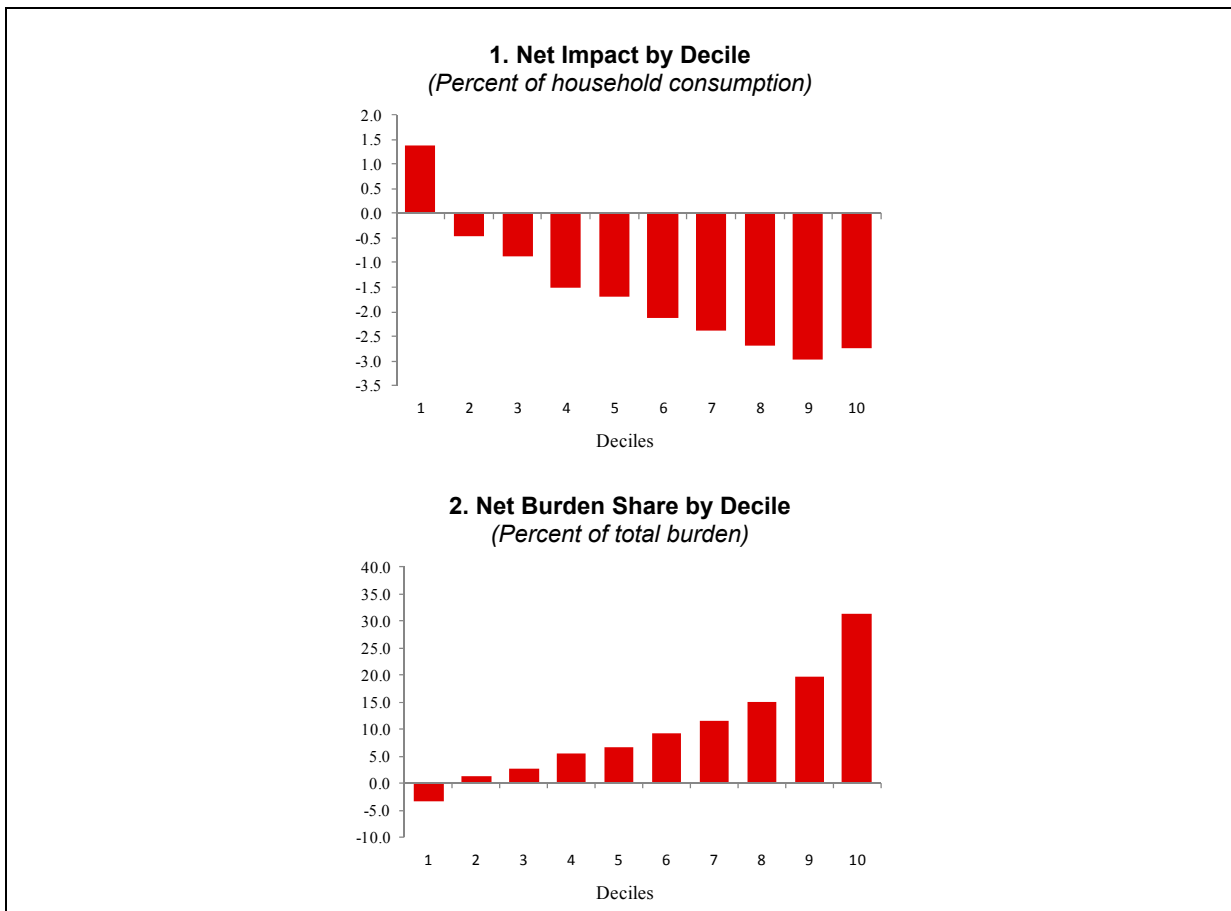 1. Net Impact by Decile
(Percent of household consumption)
2.0
1.5
1.0
0.5
0.0
-0.5
-1.0
-1.5
-2.0
-2.5
-3.0
-3.5
1 2 3 4 5 6 7 8 9 10
Deciles
2. Net Burden Share by Decile
(Percent of total burden)
40.0
35.0
30.0
25.0
20.0
15.0
10.0
5.0
0.0
-5.0
-10.0
1 2 3 4 5 6 7 8 9 10
Deciles